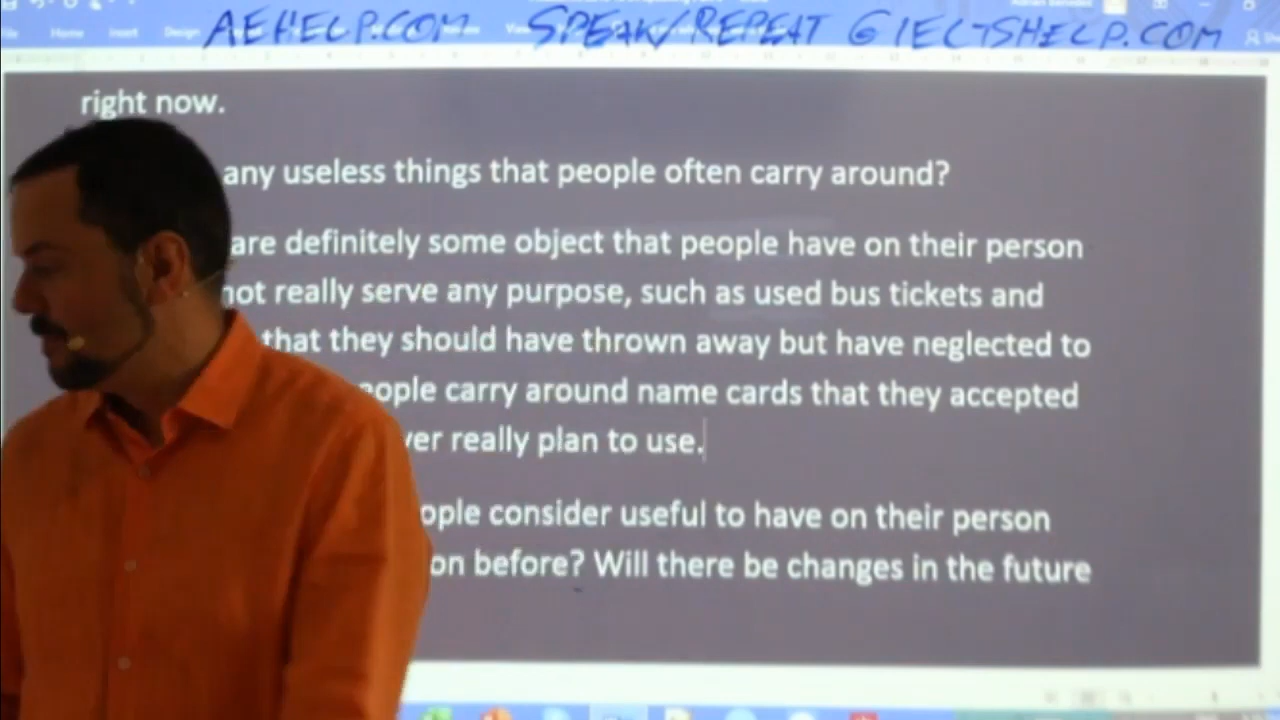 AEHELP.COM SPEAK/REPEAT @ IELTSHELP.COM
Home Insert Design
right now.
any useless things that people often carry around?
are definitely some object that people have on their person
not really serve any purpose, such as used bus tickets and
that they should have thrown away but have neglected to
people carry around name cards that they accepted
ver really plan to use.
ople consider useful to have on their person
on before? Will there be changes in the future